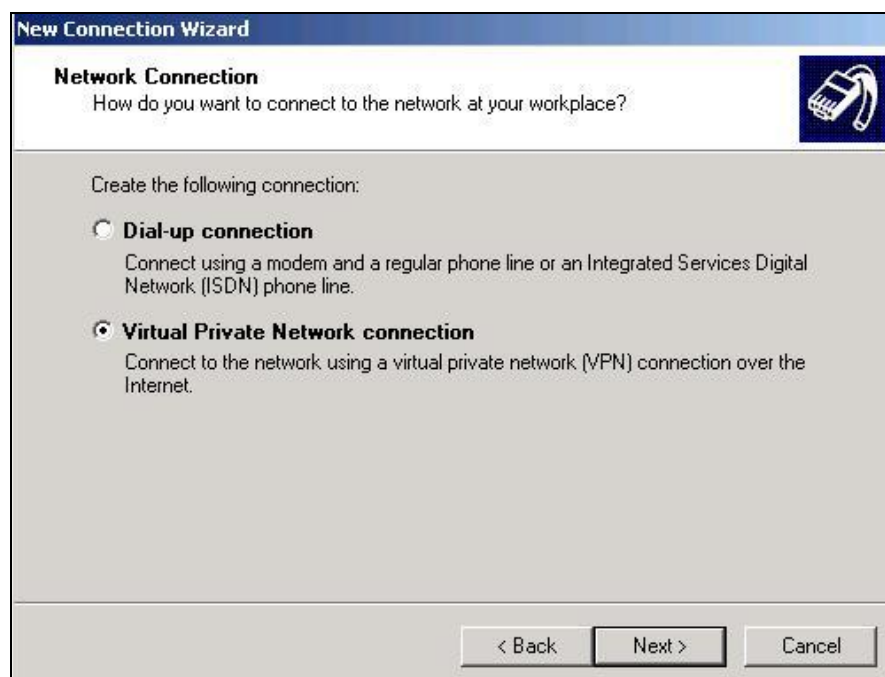 New Connection Wizard
Network Connection
How do you want to connect to the network at your workplace?
Create the following connection:
Dial-up connection
Connect using a modem and a regular phone line or an Integrated Services Digital
Network (ISDN) phone line.
Virtual Private Network connection
Connect to the network using a virtual private network (VPN) connection over the
Internet.
< Back Next > Cancel